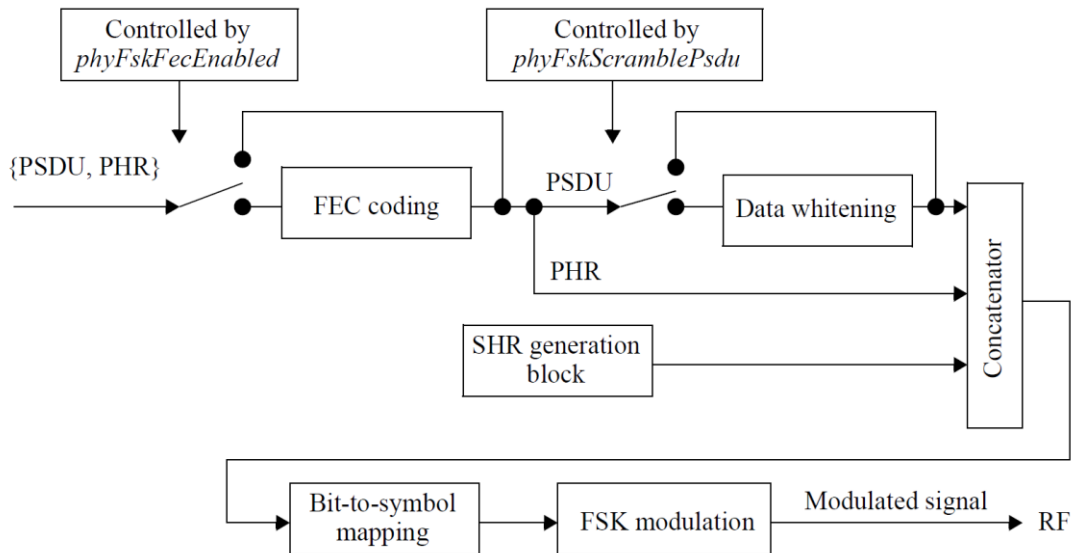 Controlled by
phyFskFecEnabled
Controlled by
phyFskScramblePsdu
{PSDU, PHR}
FEC coding
PSDU
Data whitening
PHR
SHR generation
block
Concatenator
Bit-to-symbol
mapping
FSK modulation
Modulated signal
RF